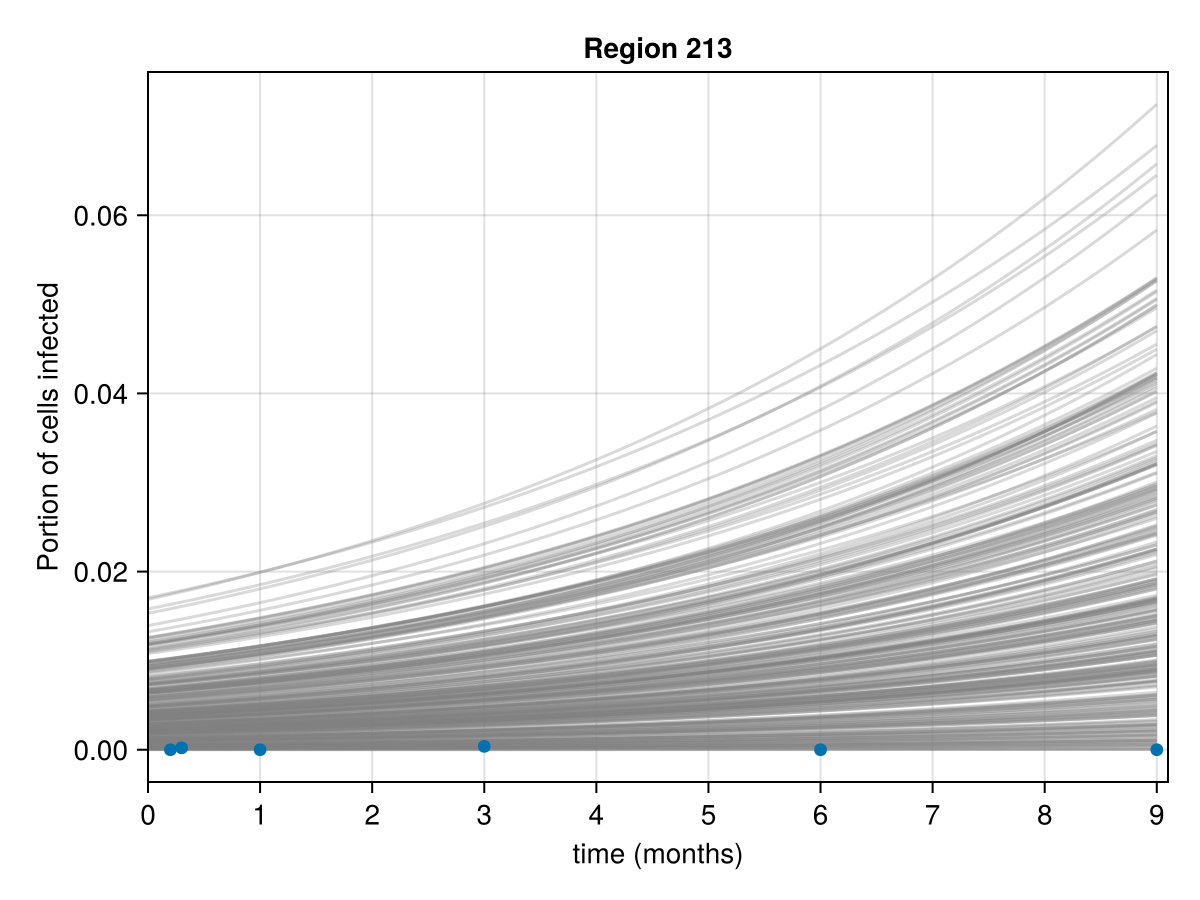 Region 213
Portion of cells infected
0.06
0.04
0.02
0.00
0 1 2 3 4 5 6 7 8 9
time (months)